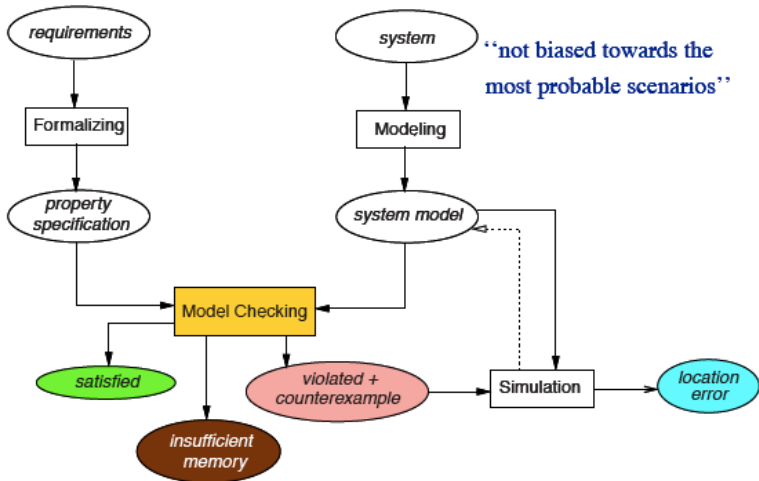 requirements
system
‘‘not biased towards the
most probable scenarios’’
Formalizing
Modeling
property
specification
system model
Model Checking
satisfied
violated +
counterexample
Simulation
location
error
insufficient
memory